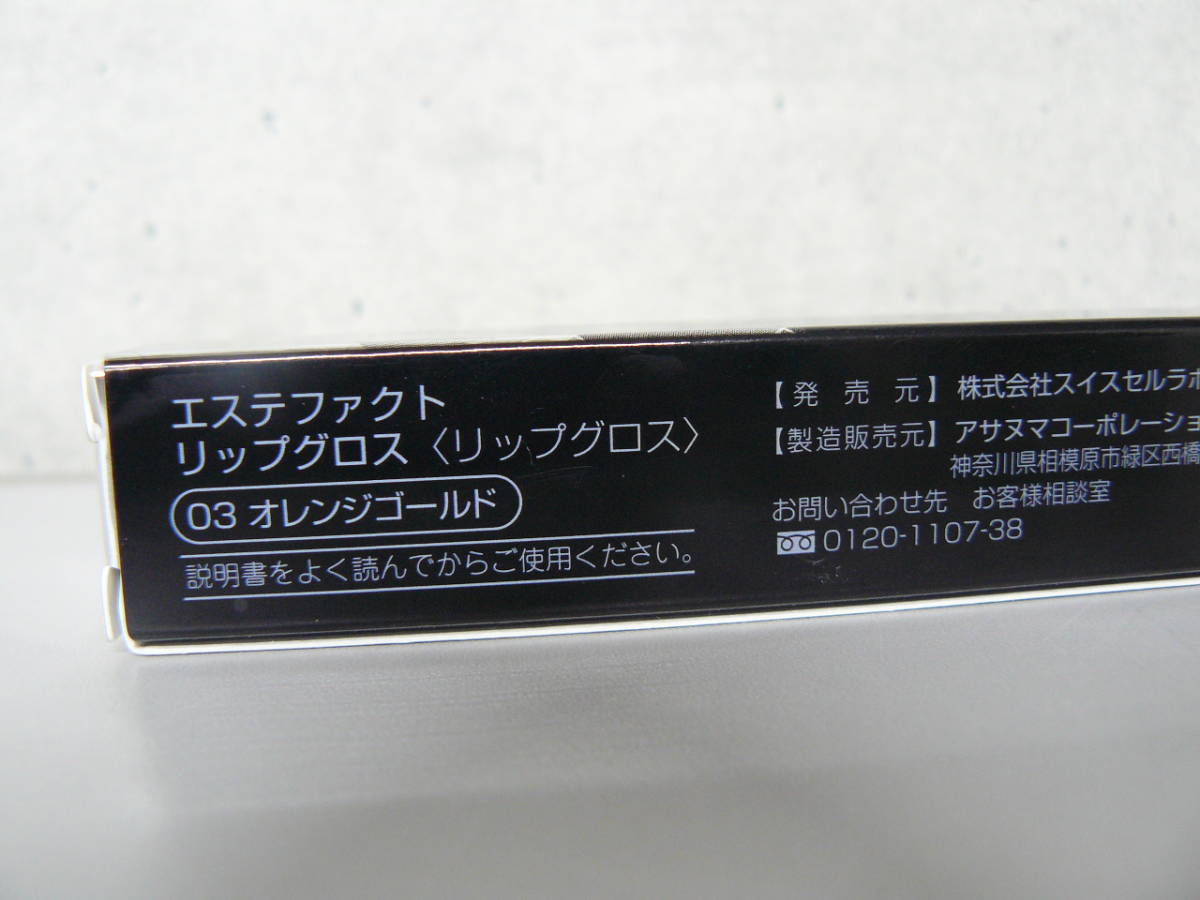 エステファクト
リップグロス〈リップグロス〉
03 オレンジゴールド
説明書をよく読んでからご使用ください。
【発売元】株式会社スイスセルラボ
【製造販売元】アサヌマコーポレーショ
神奈川県相模原市緑区西橋
お問い合わせ先 お客様相談室
0120-1107-38